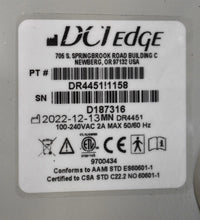 DCI EDGE
705 S. SPRINGBROOK ROAD BUILDING C
NEWBERG, OR 97132 USA
PT #
DR4451!1158
SN
D187316
2022-12-13 MN DR4451
100-240VAC 2A MAX 50/60 Hz
9700434
Conforms to AAMI STD ES60601-1
Certified to CSA STD C22.2 NO 60601-1